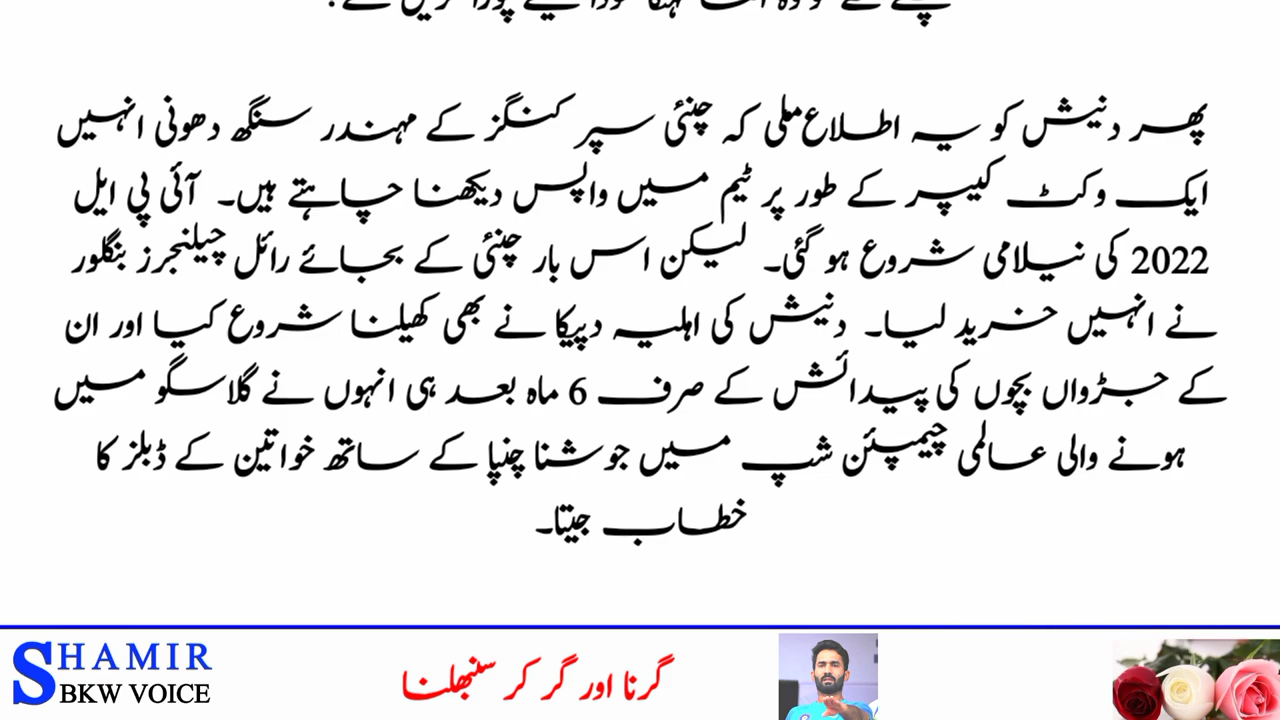 پھر دنیش کو یہ اطلاع ملی کہ چنئی سپر کنگز کے مہندر سنگھ دھونی انہیں
ایک وکٹ کیپر کے طور پر ٹیم میں واپس دیکھنا چاہتے ہیں۔ آئی پی ایل
2022 کی نیلامی شروع ہو گئی۔ لیکن اس بار چنئی کے بجائے رائل چیلنجرز بنگلور
نے انہیں خرید لیا۔ دنیش کی اہلیہ دپیکا نے بھی کھیلنا شروع کیا اور ان
کے جڑواں بچوں کی پیدائش کے صرف 6 ماہ بعد ہی انہوں نے گلاسگو میں
ہونے والی عالمی چیمپئن شپ میں جوشنا چنپا کے ساتھ خواتین کے ڈبلز کا
خطاب جیتا۔
SHAMIR
BKW VOICE
گرنا اور گر کر سنبھلنا